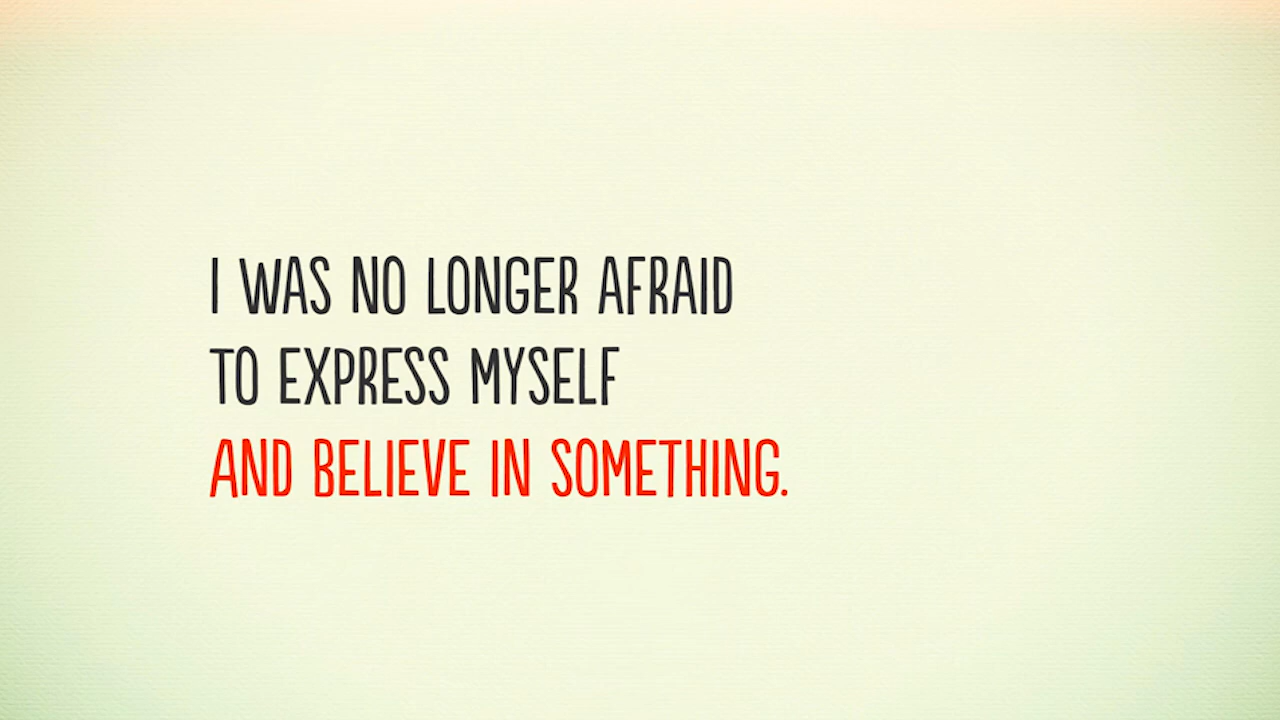 I WAS NO LONGER AFRAID
TO EXPRESS MYSELF
AND BELIEVE IN SOMETHING.